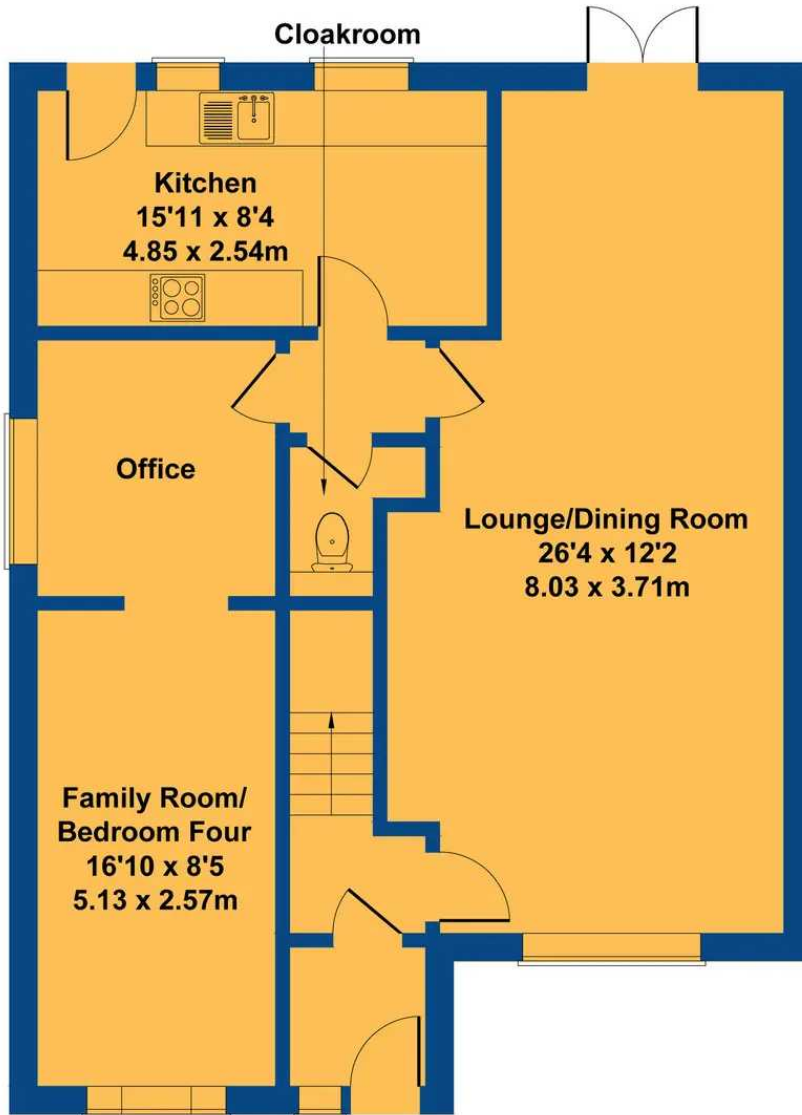 Cloakroom
Kitchen
15'11 x 8'4
4.85 x 2.54m
Office
Lounge/Dining Room
26'4 x 12'2
8.03 x 3.71m
Family Room/
Bedroom Four
16'10 x 8'5
5.13 x 2.57m